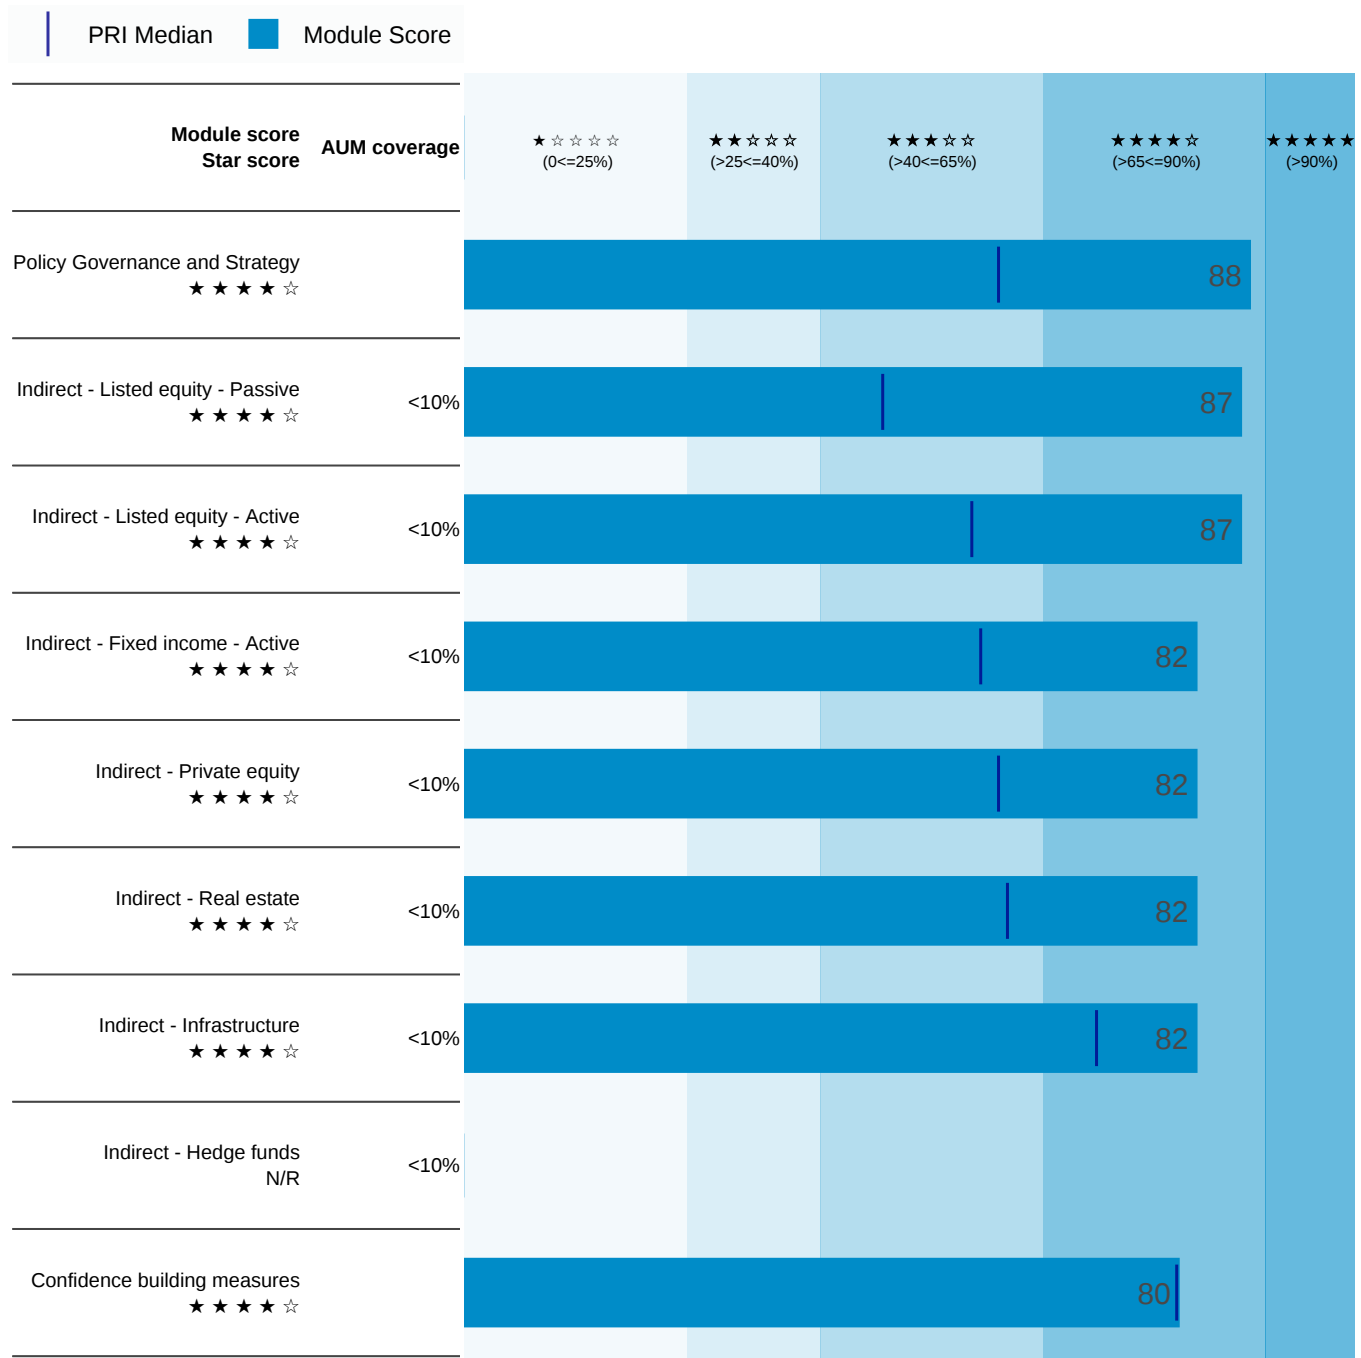 PRI Median Module Score
Module score
Star score
AUM coverage
★☆☆☆☆
(0<=25%)
★★☆☆☆
(>25<=40%)
★★★☆☆
(>40<=65%)
★★★★☆
(>65<=90%)
★★★★★
(>90%)
Policy Governance and Strategy
★ ★ ★ ★ ☆
88
Indirect - Listed equity - Passive
★ ★ ★ ★ ☆
<10%
87
Indirect - Listed equity - Active
★ ★ ★ ★ ☆
<10%
87
Indirect - Fixed income - Active
★ ★ ★ ★ ☆
<10%
82
Indirect - Private equity
★ ★ ★ ★ ☆
<10%
82
Indirect - Real estate
★ ★ ★ ★ ☆
<10%
82
Indirect - Infrastructure
★ ★ ★ ★ ☆
<10%
82
Indirect - Hedge funds
N/R
<10%
Confidence building measures
★ ★ ★ ★ ☆
80